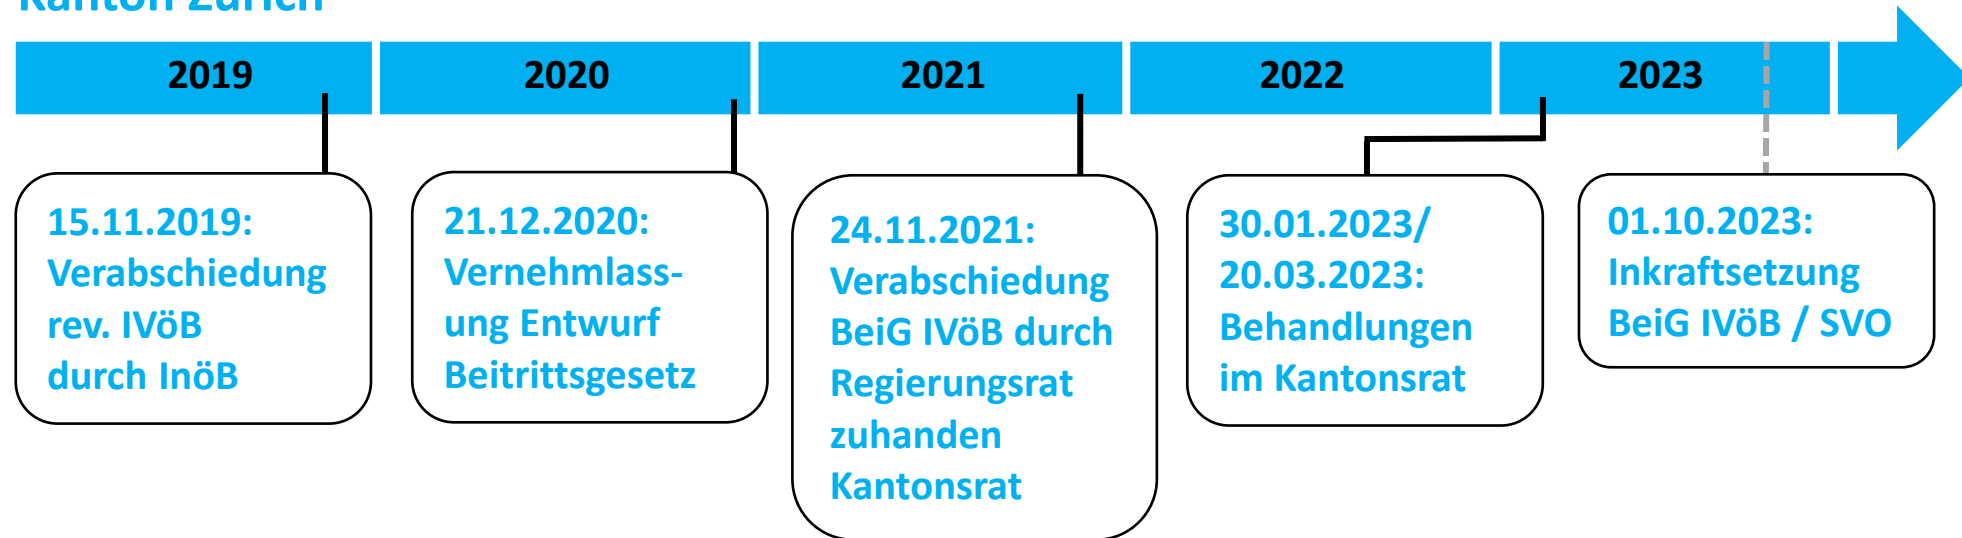 Kanton Zürich
2019 2020 2021 2022 2023
15.11.2019:
Verabschiedung
rev. IVöB
durch InöB
21.12.2020:
Vernehmlass-
ung Entwurf
Beitrittsgesetz
24.11.2021:
Verabschiedung
BeiG IVöB durch
Regierungsrat
zuhanden
Kantonsrat
30.01.2023/
20.03.2023:
Behandlungen
im Kantonsrat
01.10.2023:
Inkraftsetzung
BeiG IVöB / SVO